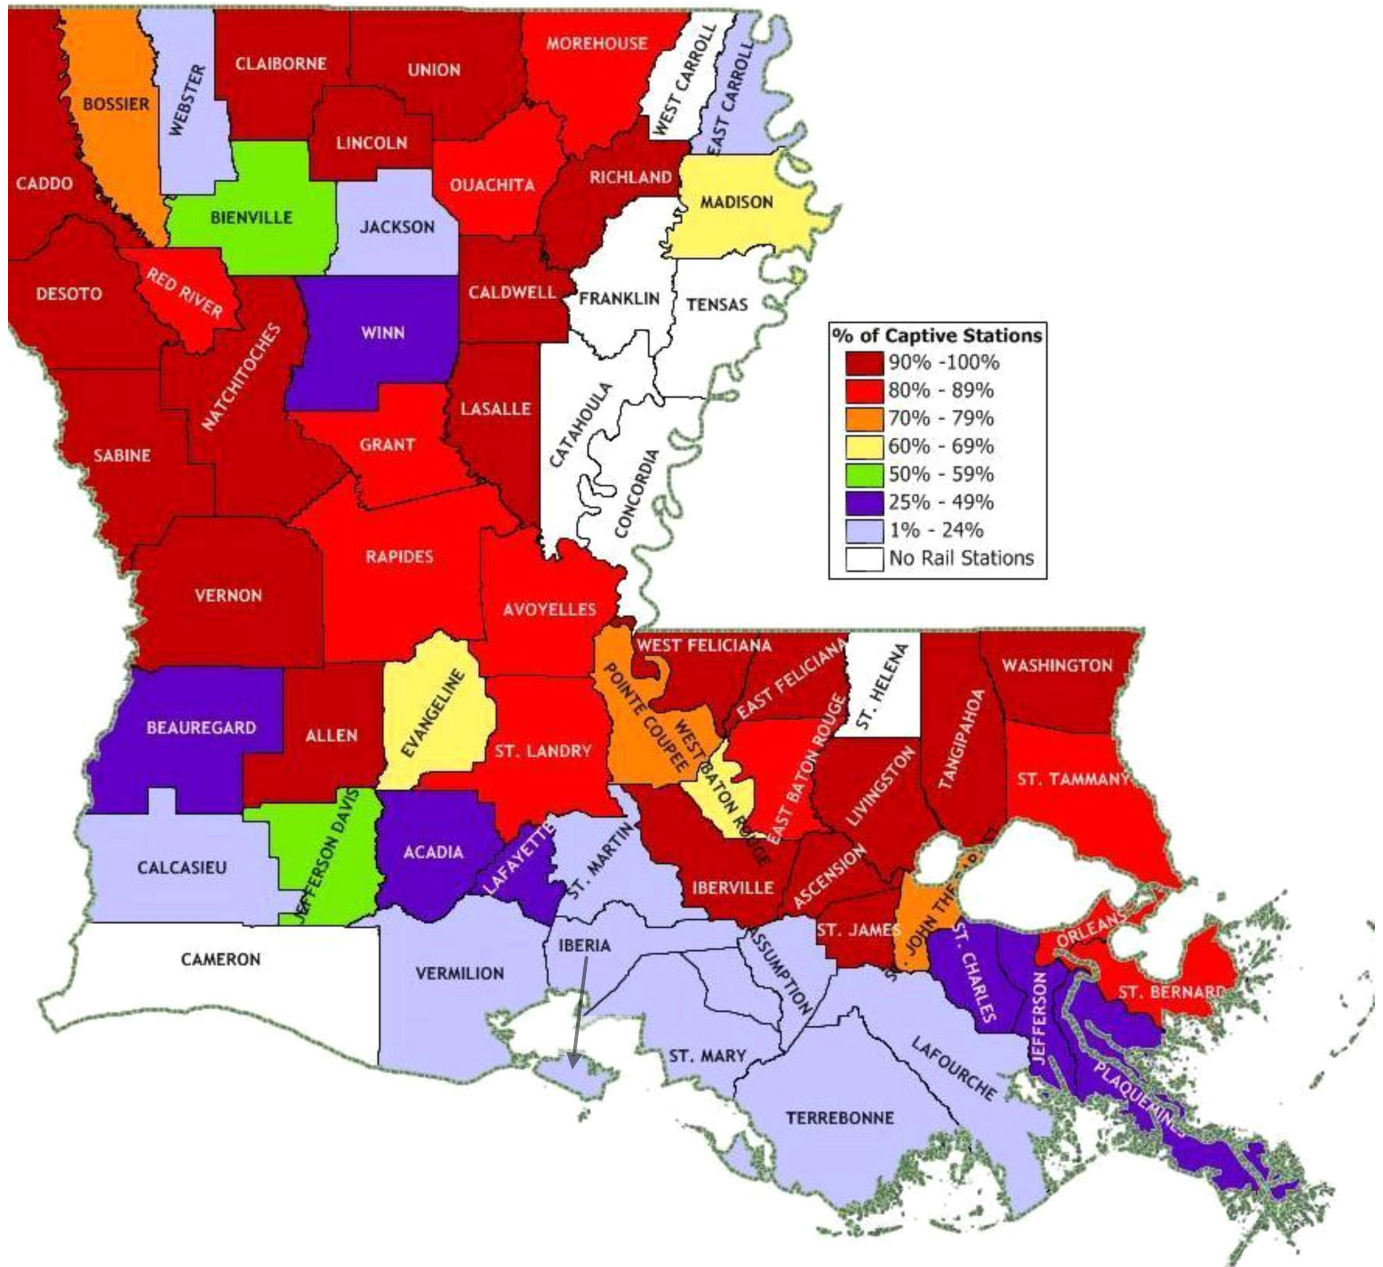 MOREHOUSE
WEST CARROLL
EAST CARROLL
CLAIBORNE
UNION
WEBSTER
BOSSIER
LINCOLN
CADDO
OUACHITA
RICHLAND
MADISON
BIENVILLE
JACKSON
RED RIVER
DESOTO
CALDWELL
FRANKLIN
TENSAS
WINN
NATCHITOCHES
LASALLE
CATAHOULA
GRANT
SABINE
CONCORDIA
% of Captive Stations
90% -100%
80% - 89%
70% - 79%
60% - 69%
50% - 59%
25% - 49%
1% - 24%
No Rail Stations
RAPIDES
VERNON
AVOYELLES
WEST FELICIANA
EAST FELICIANA
ST. HELENA
WASHINGTON
BEAUREGARD
ALLEN
EVANGELINE
ST. LANDRY
POINTE COUPEE
WEST BATON ROUGE
EAST BATON ROUGE
LIVINGSTON
TANGIPAHOA
ST. TAMMANY
CALCASIEU
JEFFERSON DAVIS
ACADIA
LAFAYETTE
ST. MARTIN
IBERVILLE
ASCENSION
ST. JAMES
ST. JOHN THE BAP
ORLEANS
CAMERON
VERMILION
IBERIA
ASSUMPTION
ST. CHARLES
JEFFERSON
ST. BERNARD
ST. MARY
LAFOURCHE
TERREBONNE
PLAQUEMINES